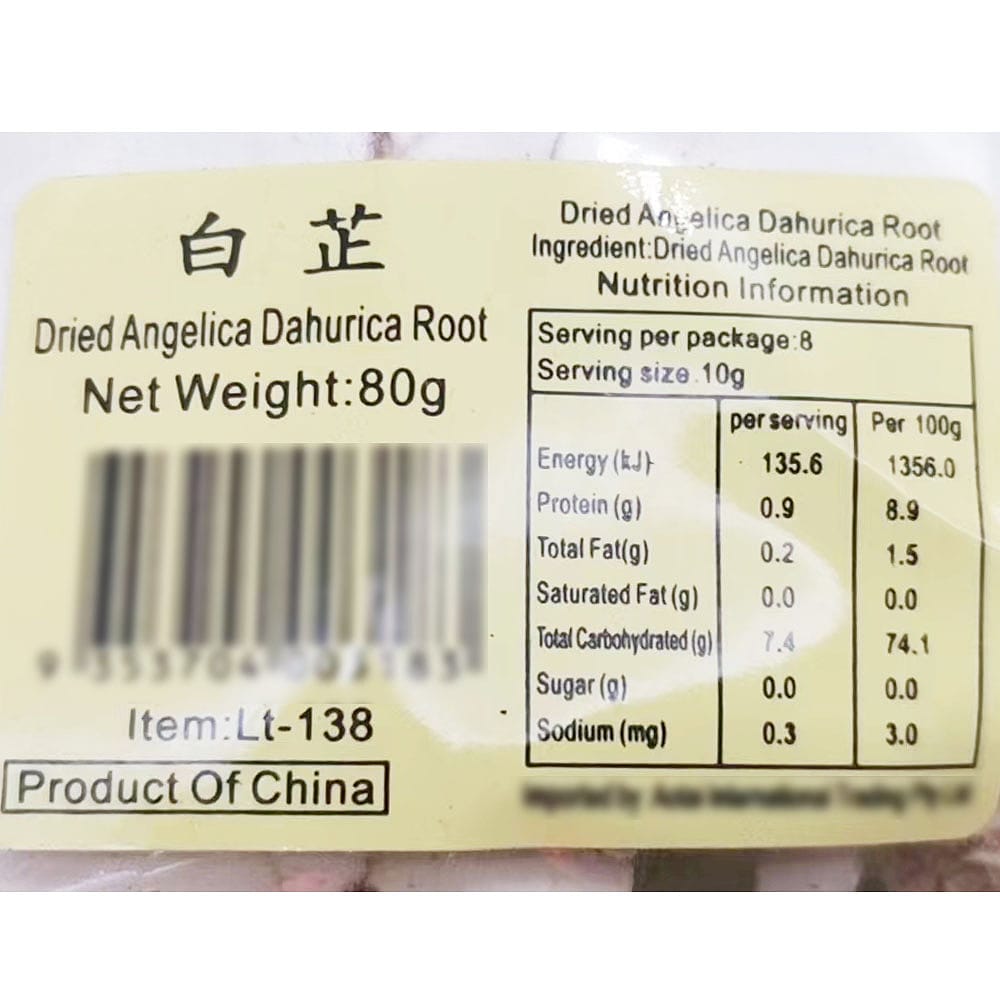 白芷
Dried Angelica Dahurica Root
Net Weight:80g
Item:Lt-138
Product Of China
Dried Angelica Dahurica Root
Ingredient:Dried Angelica Dahurica Root
Nutrition Information
Serving per package:8
Serving size 10g
per serving Per 100g
Energy (kJ) 135.6 1356.0
Protein (g) 0.9 8.9
Total Fat(g) 0.2 1.5
Saturated Fat (g) 0.0 0.0
Total Carbohydrated (g) 7.4 74.1
Sugar (g) 0.0 0.0
Sodium (mg) 0.3 3.0